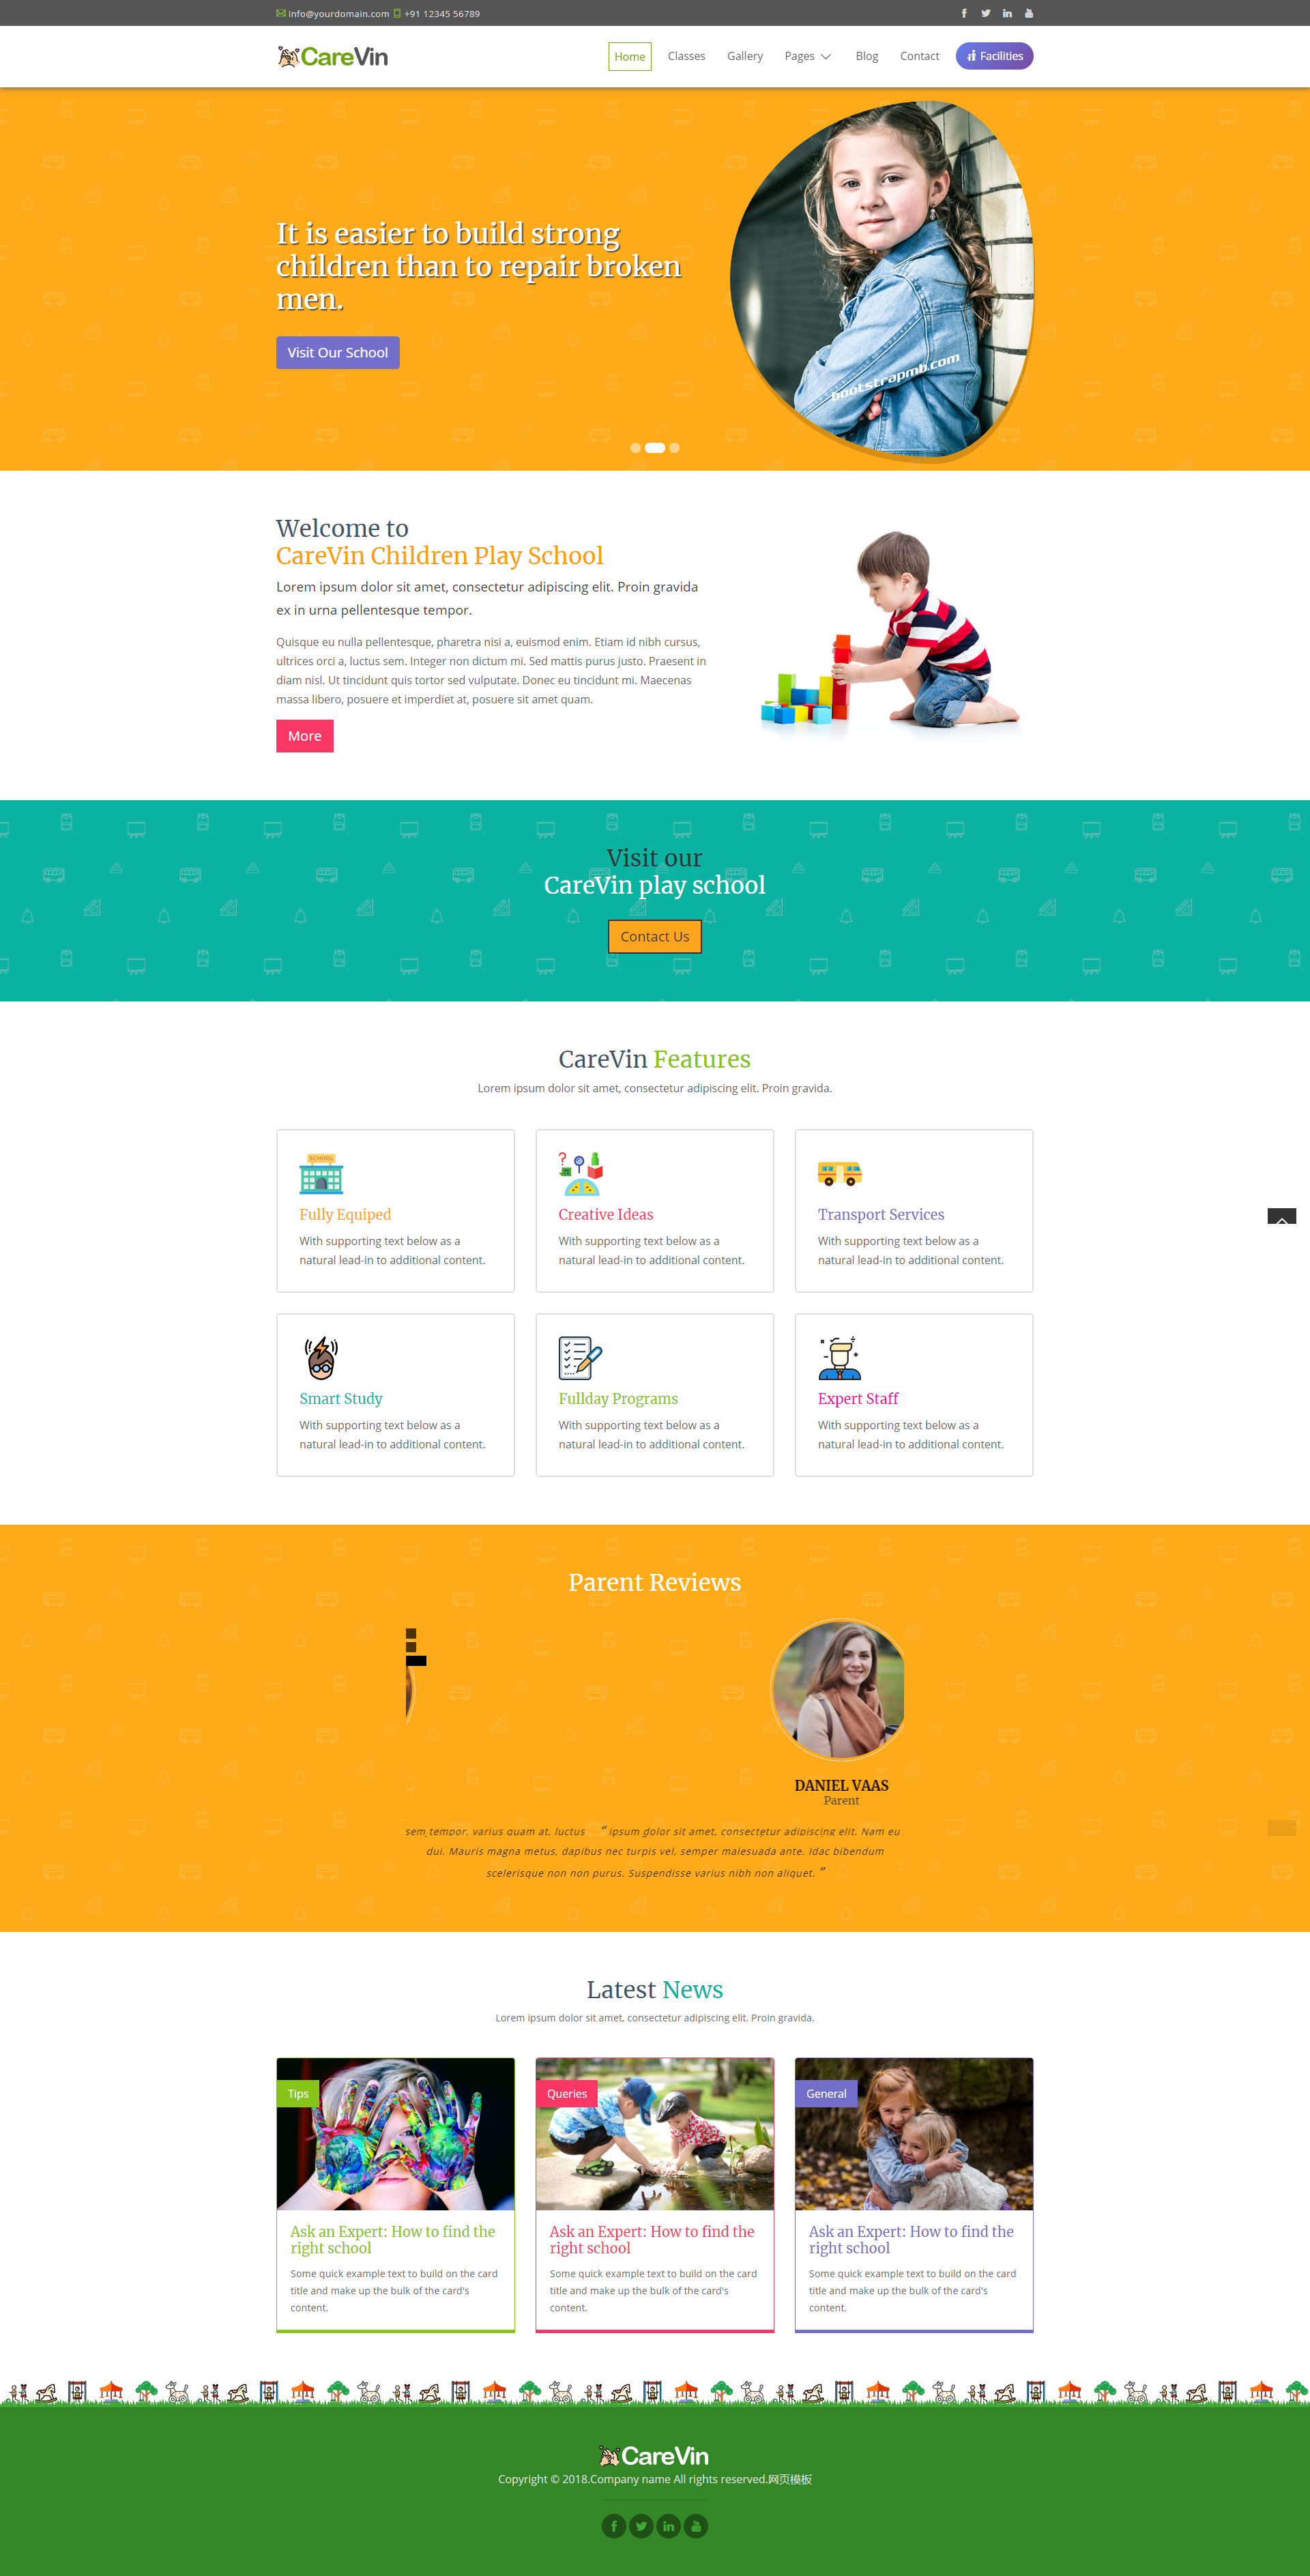 info@yourdomain.com +91 12345 56789
CareVin
Home Classes Gallery Pages Blog Contact Facilities
It is easier to build strong
children than to repair broken
men.
Visit Our School
bootstrapmb.com
Welcome to
CareVin Children Play School
Lorem ipsum dolor sit amet, consectetur adipiscing elit. Proin gravida
ex in urna pellentesque tempor.
Quisque eu nulla pellentesque, pharetra nisi a, euismod enim. Etiam id nibh cursus,
ultrices orci a, luctus sem. Integer non dictum mi. Sed mattis purus justo. Praesent in
diam nisl. Ut tincidunt quis tortor sed vulputate. Donec eu tincidunt mi. Maecenas
massa libero, posuere et imperdiet at, posuere sit amet quam.
More
Visit our
CareVin play school
Contact Us
CareVin Features
Lorem ipsum dolor sit amet, consectetur adipiscing elit. Proin gravida.
SCHOOL
Fully Equiped
With supporting text below as a
natural lead-in to additional content.
Creative Ideas
With supporting text below as a
natural lead-in to additional content.
Transport Services
With supporting text below as a
natural lead-in to additional content.
Smart Study
With supporting text below as a
natural lead-in to additional content.
Fullday Programs
With supporting text below as a
natural lead-in to additional content.
Expert Staff
With supporting text below as a
natural lead-in to additional content.
Parent Reviews
DANIEL VAAS
Parent
sem tempor, varius quam at, luctus “ ipsum dolor sit amet, consectetur adipiscing elit. Nam eu
dui. Mauris magna metus, dapibus nec turpis vel, semper malesuada ante. Idac bibendum
scelerisque non non purus. Suspendisse varius nibh non aliquet. ”
Latest News
Lorem ipsum dolor sit amet, consectetur adipiscing elit. Proin gravida.
Tips
Ask an Expert: How to find the
right school
Some quick example text to build on the card
title and make up the bulk of the card's
content.
Queries
Ask an Expert: How to find the
right school
Some quick example text to build on the card
title and make up the bulk of the card's
content.
General
Ask an Expert: How to find the
right school
Some quick example text to build on the card
title and make up the bulk of the card's
content.
CareVin
Copyright © 2018.Company name All rights reserved.网页模板